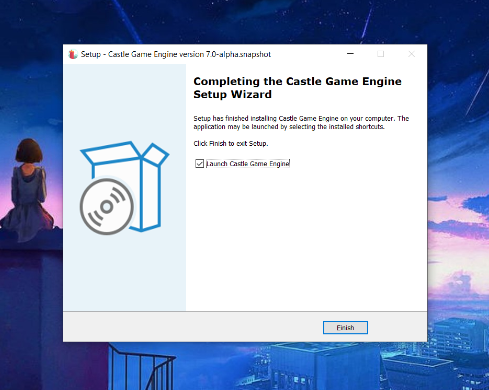 Setup - Castle Game Engine version 7.0-alpha.snapshot
Completing the Castle Game Engine
Setup Wizard
Setup has finished installing Castle Game Engine on your computer. The
application may be launched by selecting the installed shortcuts.
Click Finish to exit Setup.
Launch Castle Game Engine
Finish